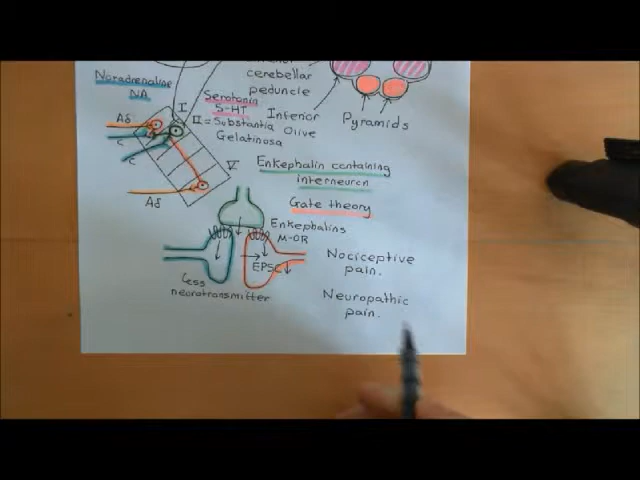 cerebellar
peduncle
Inferior
Olive
Pyramids
Noradrenaline
NA
Serotonin
5-HT
I
II = Substantia
Gelatinosa
V
Aδ
C
C
Aδ
Enkephalin containing
interneuron
Gate theory
Enkephalins
M-OR
EPSC↓
Less
neurotransmitter
Nociceptive
pain.
Neuropathic
pain.